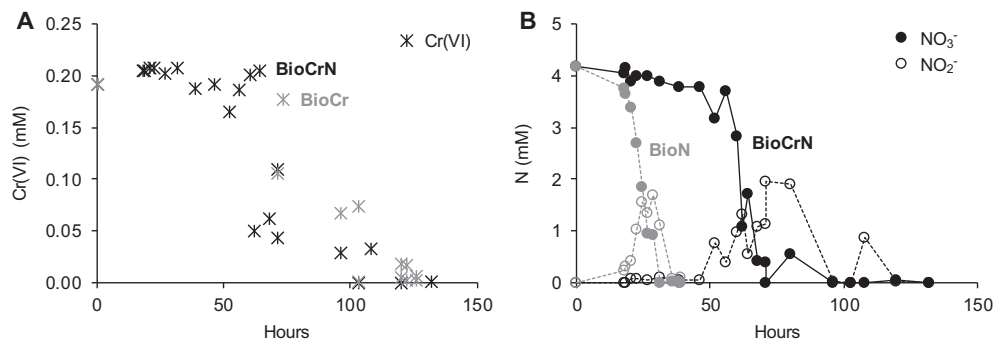 A
Cr(VI) (mM)
0.25
0.20
0.15
0.10
0.05
0.00
0
50
100
150
Hours
Cr(VI)
BioCrN
BioCr
B
N (mM)
5
4
3
2
1
0
0
50
100
150
Hours
NO₃⁻
NO₂⁻
BioN
BioCrN